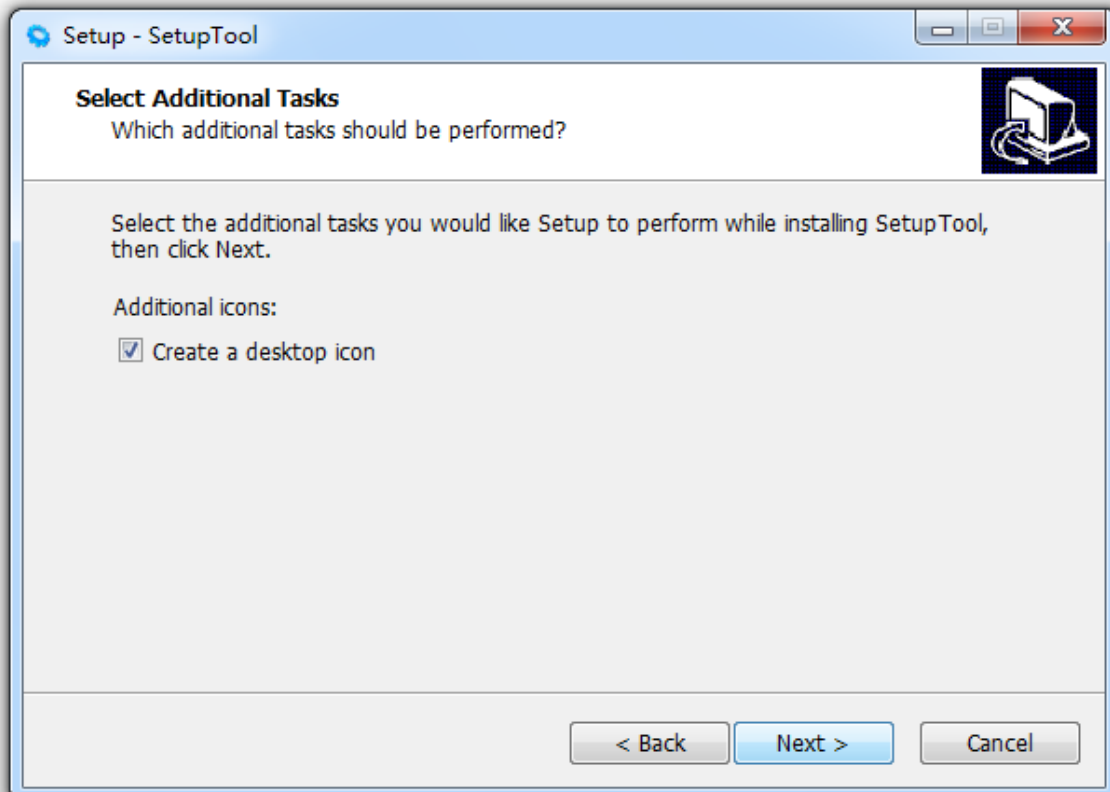 Setup - SetupTool
Select Additional Tasks
Which additional tasks should be performed?
Select the additional tasks you would like Setup to perform while installing SetupTool,
then click Next.
Additional icons:
Create a desktop icon
< Back
Next >
Cancel